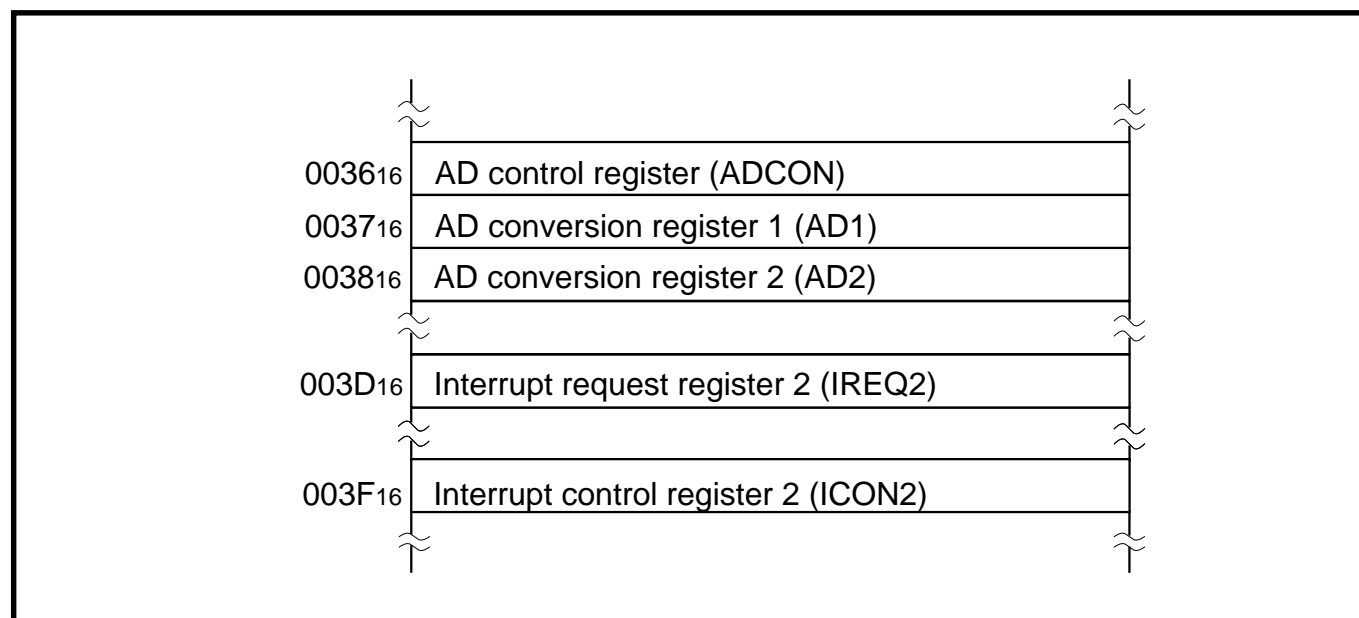 0036₁₆ AD control register (ADCON)
0037₁₆ AD conversion register 1 (AD1)
0038₁₆ AD conversion register 2 (AD2)
003D₁₆ Interrupt request register 2 (IREQ2)
003F₁₆ Interrupt control register 2 (ICON2)